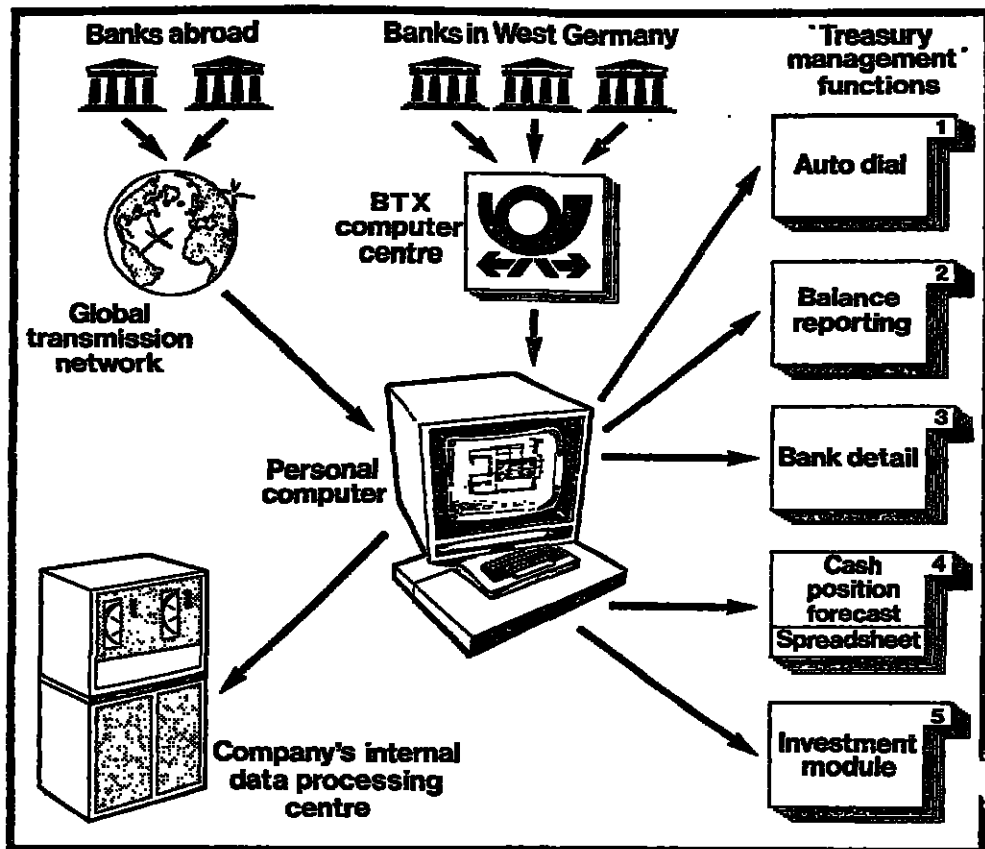 Banks abroad
Banks in West Germany
Treasury
management
functions
BTX
computer
centre
Global
transmission
network
Personal
computer
Company's internal
data processing
centre
1
Auto dial
2
Balance
reporting
3
Bank detail
4
Cash
position
forecast
Spreadsheet
5
Investment
module